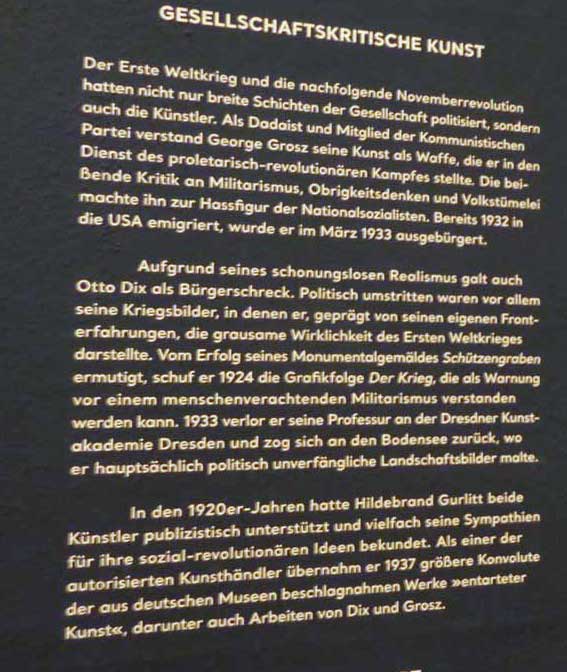 GESELLSCHAFTSKRITISCHE KUNST
Der Erste Weltkrieg und die nachfolgende Novemberrevolution
hatten nicht nur breite Schichten der Gesellschaft politisiert, sondern
auch die Künstler. Als Dadaist und Mitglied der Kommunistischen
Partei verstand George Grosz seine Kunst als Waffe, die er in den
Dienst des proletarisch-revolutionären Kampfes stellte. Die bei-
ßende Kritik an Militarismus, Obrigkeitsdenken und Volkstümelei
machte ihn zur Hassfigur der Nationalsozialisten. Bereits 1932 in
die USA emigriert, wurde er im März 1933 ausgebürgert.
Aufgrund seines schonungslosen Realismus galt auch
Otto Dix als Bürgerschreck. Politisch umstritten waren vor allem
seine Kriegsbilder, in denen er, geprägt von seinen eigenen Front-
erfahrungen, die grausame Wirklichkeit des Ersten Weltkrieges
darstellte. Vom Erfolg seines Monumentalgemäldes Schützengraben
ermutigt, schuf er 1924 die Grafikfolge Der Krieg, die als Warnung
vor einem menschenverachtenden Militarismus verstanden
werden kann. 1933 verlor er seine Professur an der Dresdner Kunst-
akademie Dresden und zog sich an den Bodensee zurück, wo
er hauptsächlich politisch unverfängliche Landschaftsbilder malte.
In den 1920er-Jahren hatte Hildebrand Gurlitt beide
Künstler publizistisch unterstützt und vielfach seine Sympathien
für ihre sozial-revolutionären Ideen bekundet. Als einer der
autorisierten Kunsthändler übernahm er 1937 größere Konvolute
der aus deutschen Museen beschlagnahmen Werke »entarteter
Kunst«, darunter auch Arbeiten von Dix und Grosz.